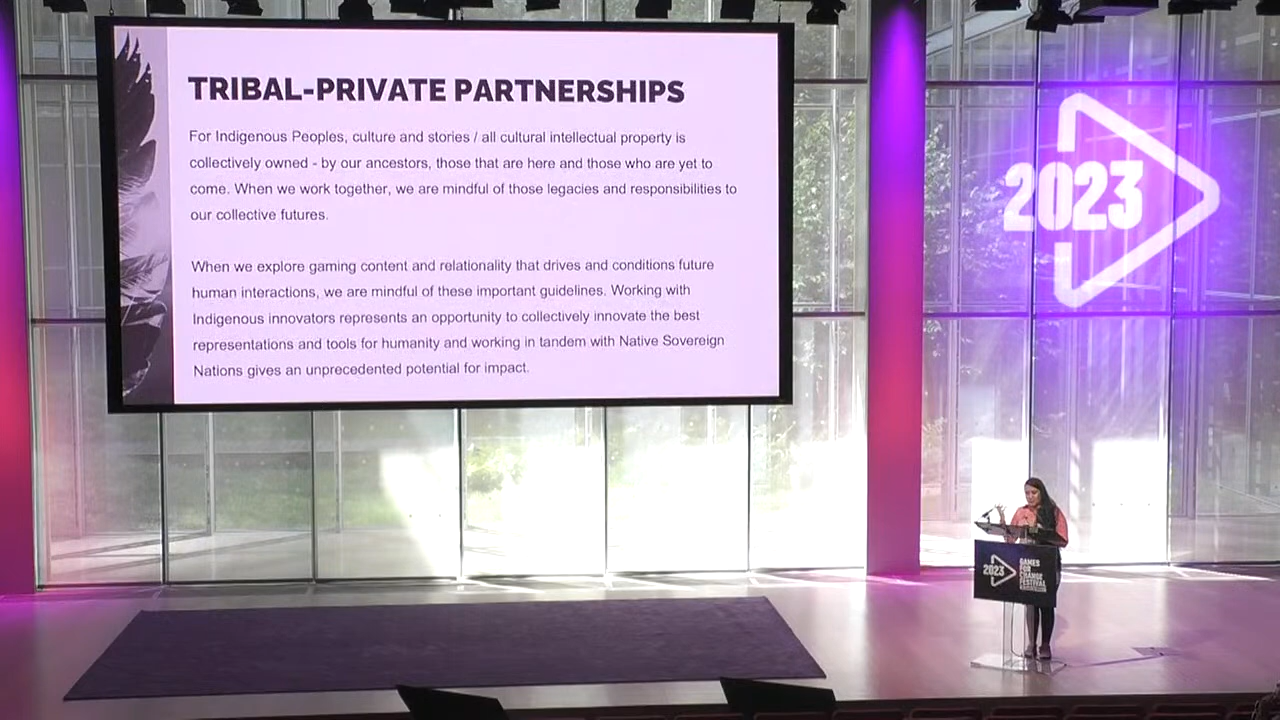 TRIBAL-PRIVATE PARTNERSHIPS
For Indigenous Peoples, culture and stories / all cultural intellectual property is
collectively owned - by our ancestors, those that are here and those who are yet to
come. When we work together, we are mindful of those legacies and responsibilities to
our collective futures.
When we explore gaming content and relationality that drives and conditions future
human interactions, we are mindful of these important guidelines. Working with
Indigenous innovators represents an opportunity to collectively innovate the best
representations and tools for humanity and working in tandem with Native Sovereign
Nations gives an unprecedented potential for impact.
2023
2023
GAMES
FOR
CHANGE
FESTIVAL